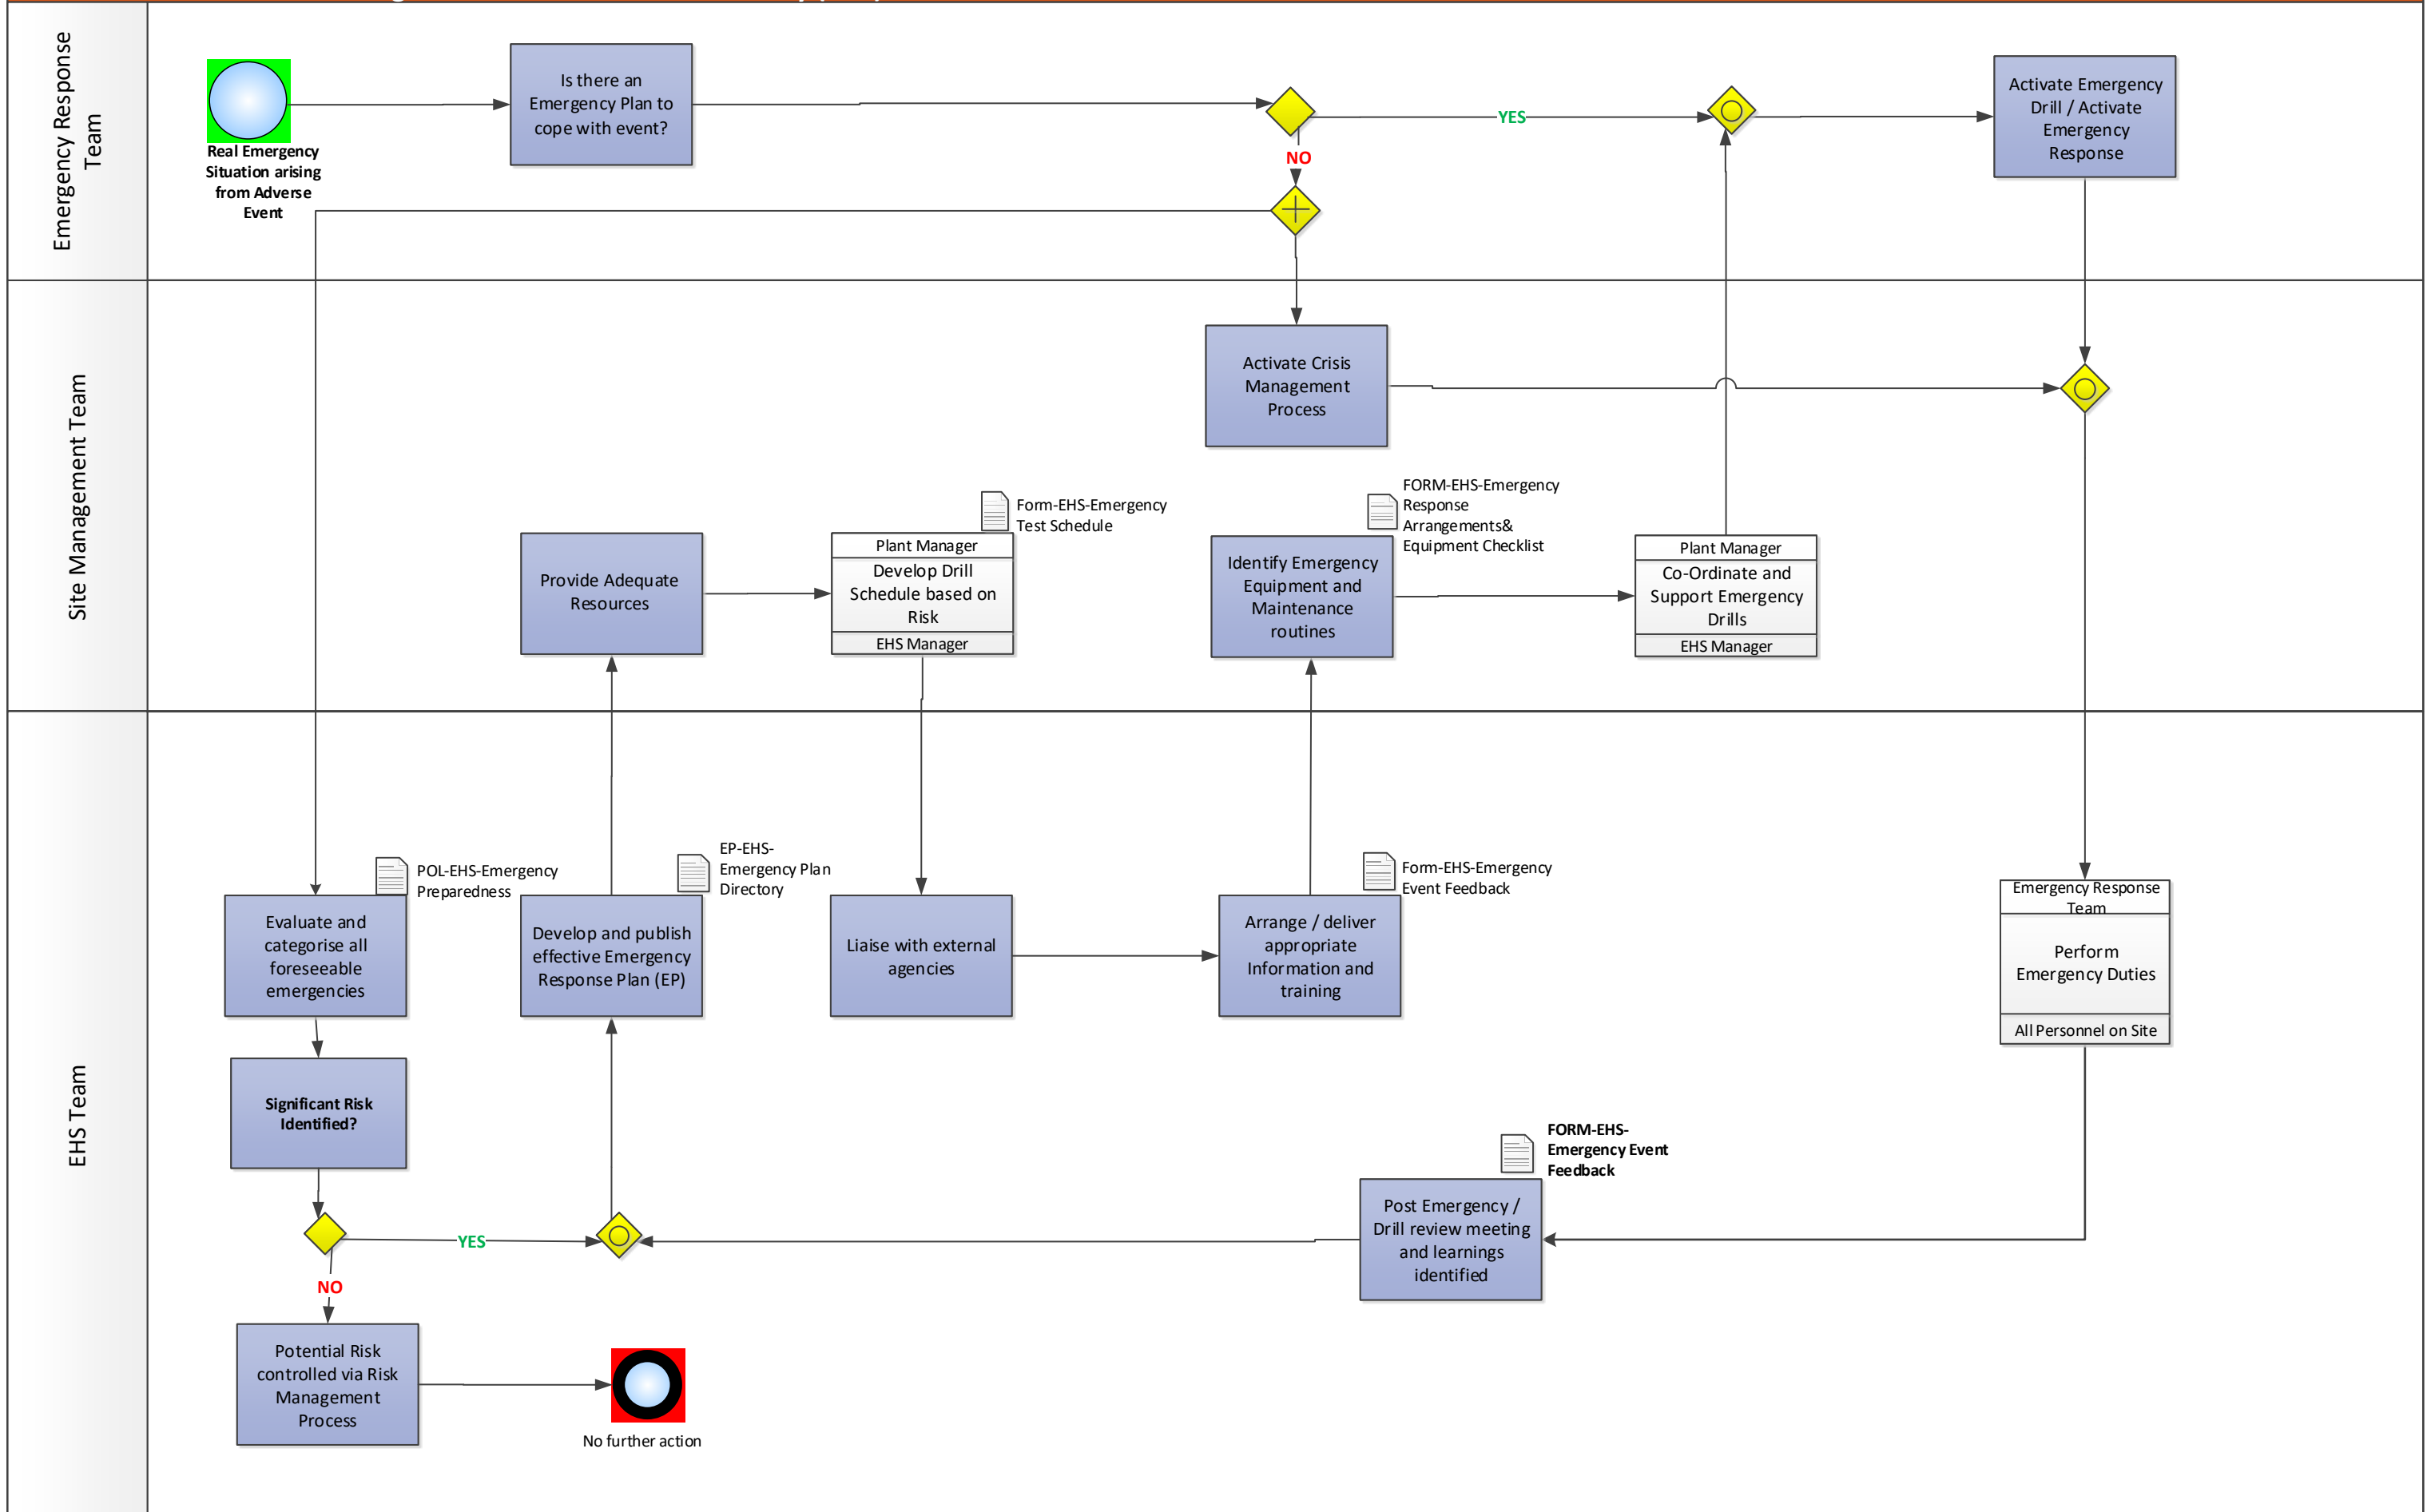 Emergency Response
Team
Real Emergency
Situation arising
from Adverse
Event
Is there an
Emergency Plan to
cope with event?
YES
NO
Activate Emergency
Drill / Activate
Emergency
Response
Site Management Team
Activate Crisis
Management
Process
Provide Adequate
Resources
Form-EHS-Emergency
Test Schedule
Plant Manager
Develop Drill
Schedule based on
Risk
EHS Manager
FORM-EHS-Emergency
Response
Arrangements&
Equipment Checklist
Identify Emergency
Equipment and
Maintenance
routines
Plant Manager
Co-Ordinate and
Support Emergency
Drills
EHS Manager
EHS Team
POL-EHS-Emergency
Preparedness
Evaluate and
categorise all
foreseeable
emergencies
EP-EHS-
Emergency Plan
Directory
Develop and publish
effective Emergency
Response Plan (EP)
Liaise with external
agencies
Form-EHS-Emergency
Event Feedback
Arrange / deliver
appropriate
Information and
training
Emergency Response
Team
Perform
Emergency Duties
All Personnel on Site
Significant Risk
Identified?
YES
NO
FORM-EHS-
Emergency Event
Feedback
Post Emergency /
Drill review meeting
and learnings
identified
Potential Risk
controlled via Risk
Management
Process
No further action